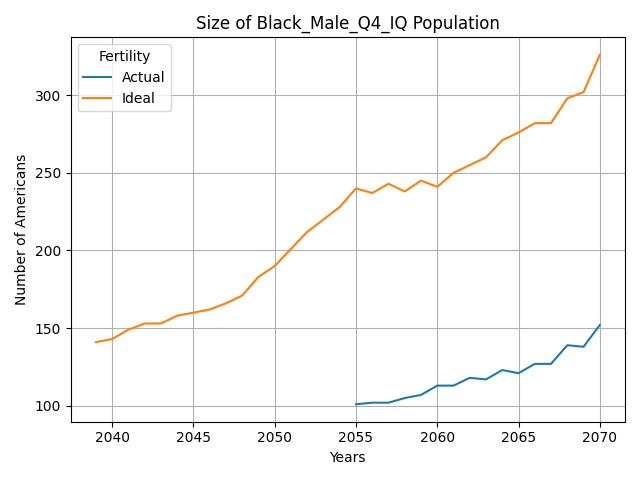 Size of Black_Male_Q4_IQ Population
Fertility
Actual
Ideal
Number of Americans
300
250
200
150
100
2040 2045 2050 2055 2060 2065 2070
Years